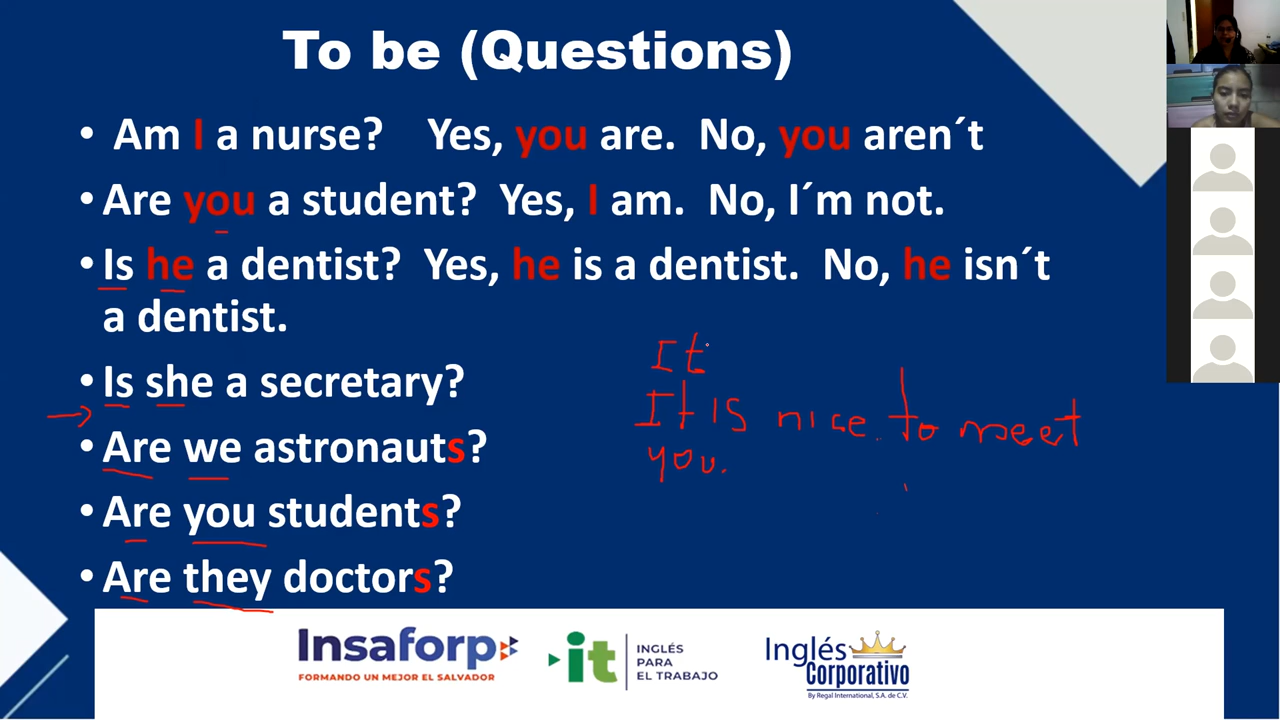 To be (Questions)
• Am I a nurse? Yes, you are. No, you aren´t
• Are you a student? Yes, I am. No, I´m not.
• Is he a dentist? Yes, he is a dentist. No, he isn´t
a dentist.
• Is she a secretary?
• Are we astronauts?
• Are you students?
• Are they doctors?
It
It is nice to meet
you.
Insaforp
FORMANDO UN MEJOR EL SALVADOR
it
INGLÉS
PARA
EL TRABAJO
Inglés
Corporativo
By Regal International, S.A. de C.V.